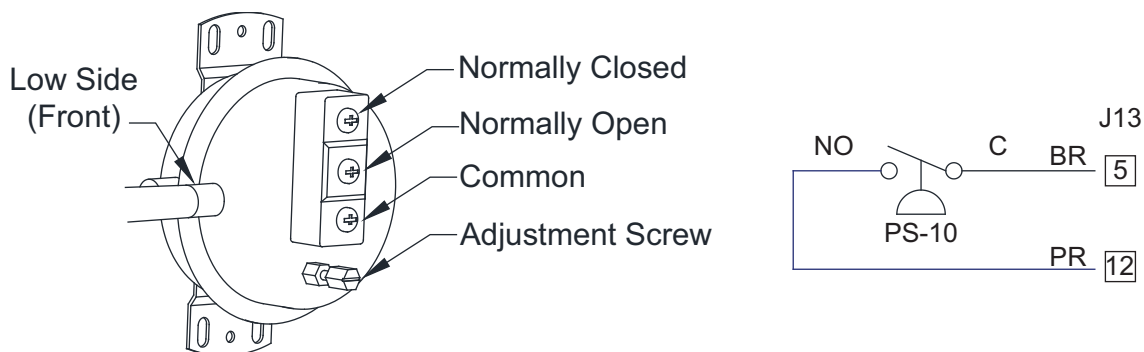 Low Side
(Front)
Normally Closed
Normally Open
Common
Adjustment Screw
J13
NO
C
BR
5
PS-10
PR
12